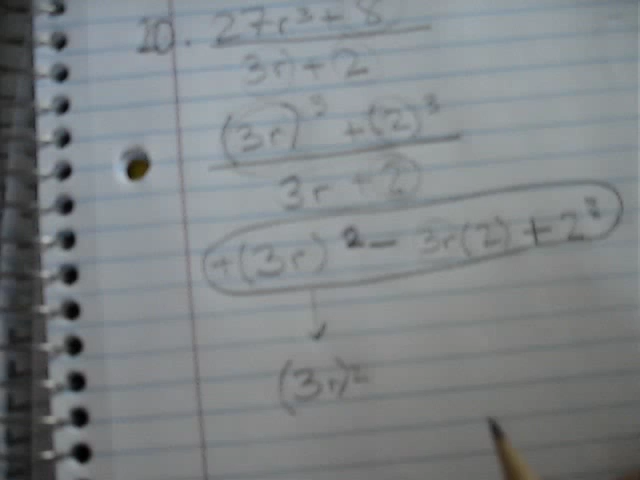 20. 27r³ + 8
3r + 2
(3r)³ + (2)³
3r + 2
+(3r)² - 3r(2) + 2²
(3r)²